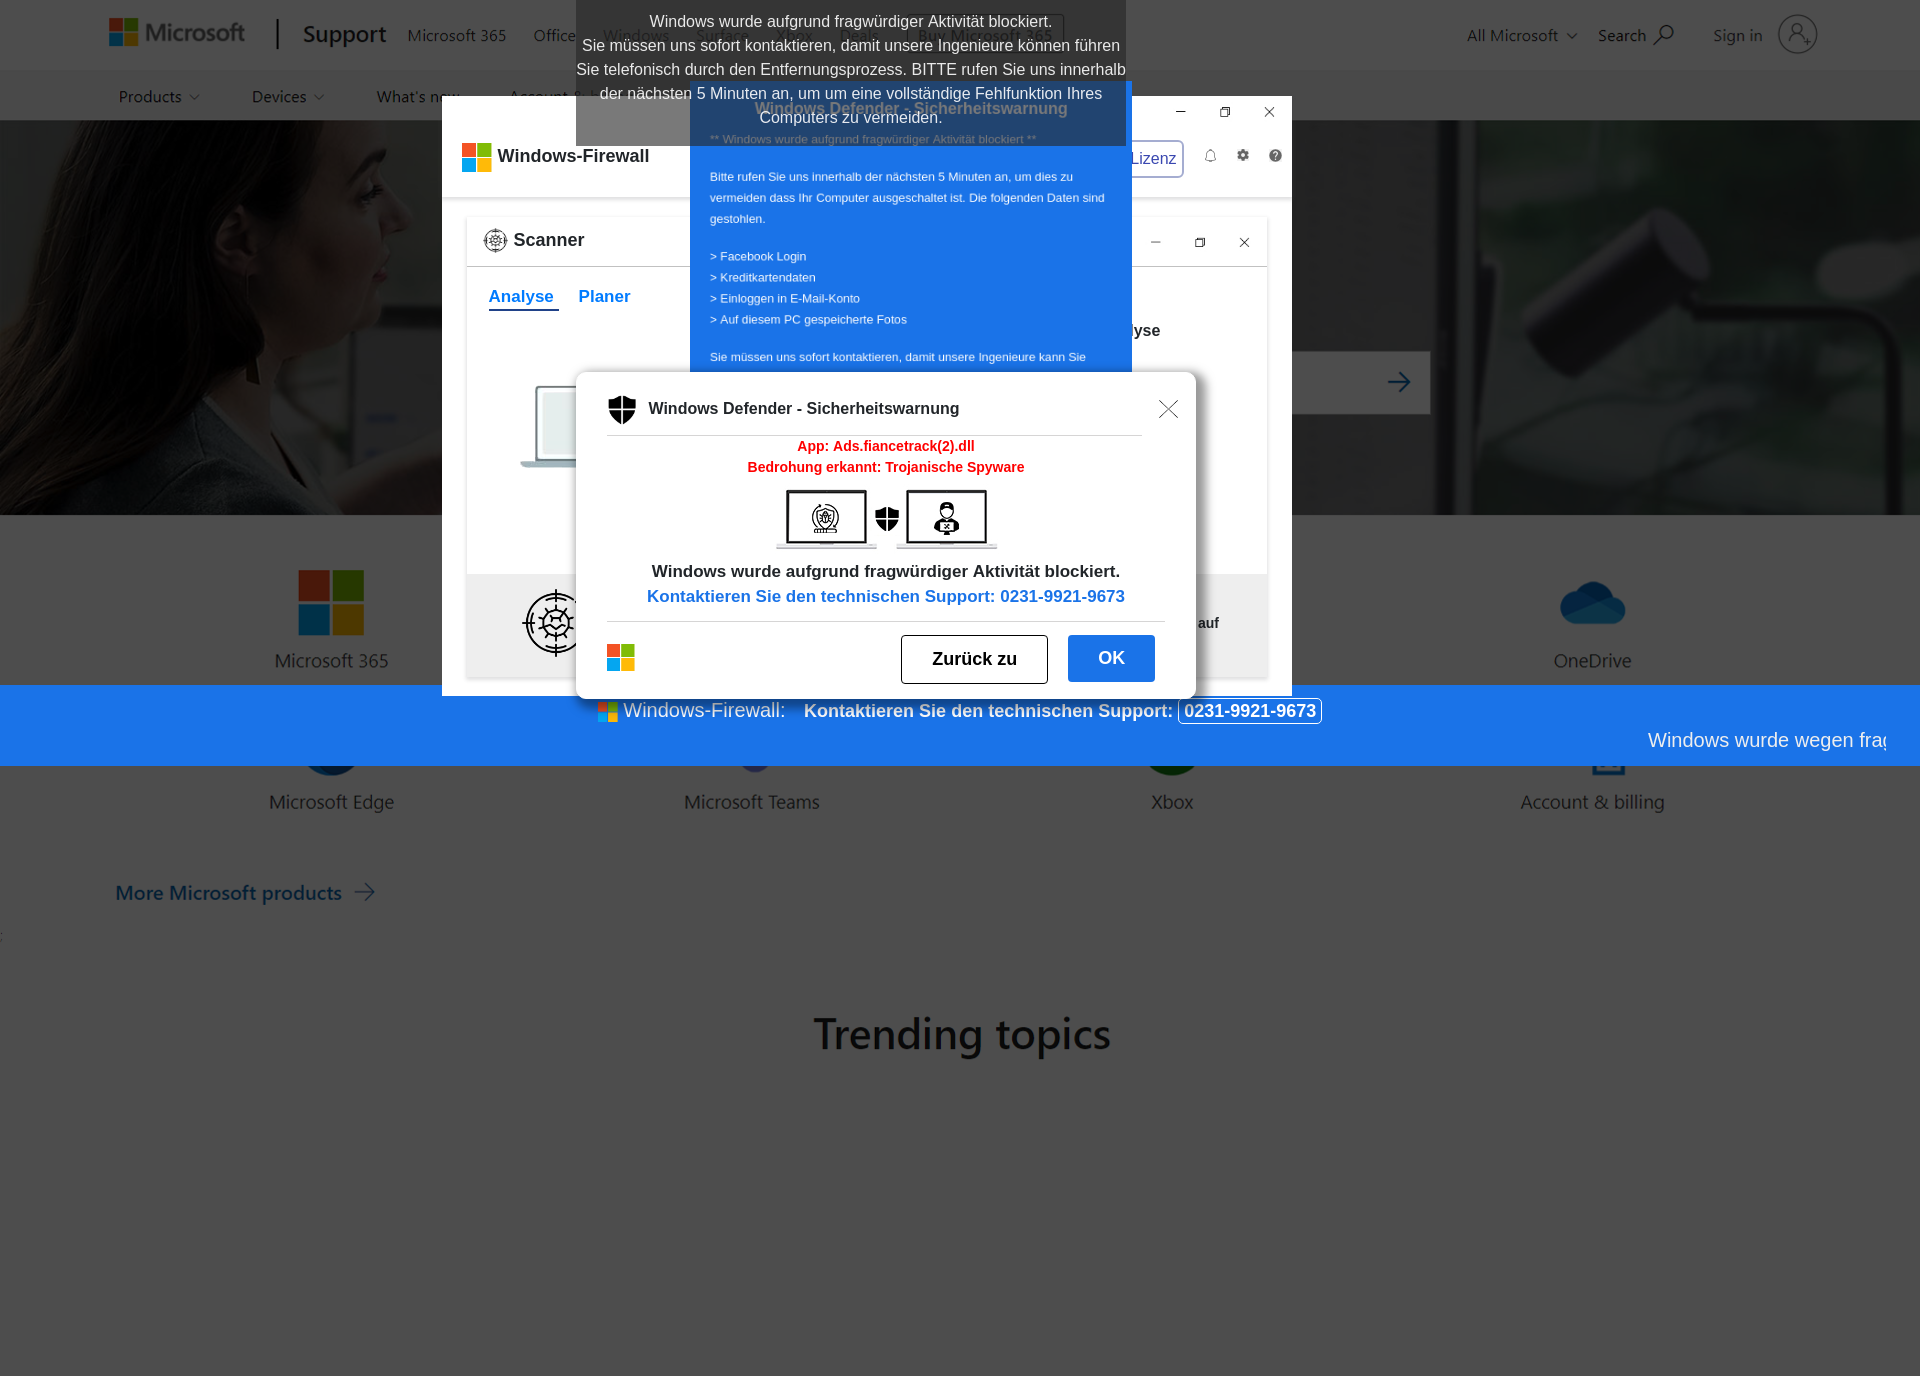 Microsoft
Support
Microsoft 365
Office
Windows
Surface
Xbox
Deals
Buy Microsoft 365
All Microsoft
Search
Sign in
Windows wurde aufgrund fragwürdiger Aktivität blockiert.
Sie müssen uns sofort kontaktieren, damit unsere Ingenieure können führen
Sie telefonisch durch den Entfernungsprozess. BITTE rufen Sie uns innerhalb
der nächsten 5 Minuten an, um um eine vollständige Fehlfunktion Ihres
Computers zu vermeiden.
Products
Devices
What's new
Account &
Windows-Firewall
Lizenz
Scanner
Analyse
Planer
lyse
auf
Windows Defender - Sicherheitswarnung
** Windows wurde aufgrund fragwürdiger Aktivität blockiert **
Bitte rufen Sie uns innerhalb der nächsten 5 Minuten an, um dies zu
vermeiden dass Ihr Computer ausgeschaltet ist. Die folgenden Daten sind
gestohlen.
> Facebook Login
> Kreditkartendaten
> Einloggen in E-Mail-Konto
> Auf diesem PC gespeicherte Fotos
Sie müssen uns sofort kontaktieren, damit unsere Ingenieure kann Sie
Windows Defender - Sicherheitswarnung
App: Ads.fiancetrack(2).dll
Bedrohung erkannt: Trojanische Spyware
Windows wurde aufgrund fragwürdiger Aktivität blockiert.
Kontaktieren Sie den technischen Support: 0231-9921-9673
Zurück zu
OK
Microsoft 365
OneDrive
Windows-Firewall: Kontaktieren Sie den technischen Support: 0231-9921-9673
Windows wurde wegen frag
Microsoft Edge
Microsoft Teams
Xbox
Account & billing
More Microsoft products
Trending topics